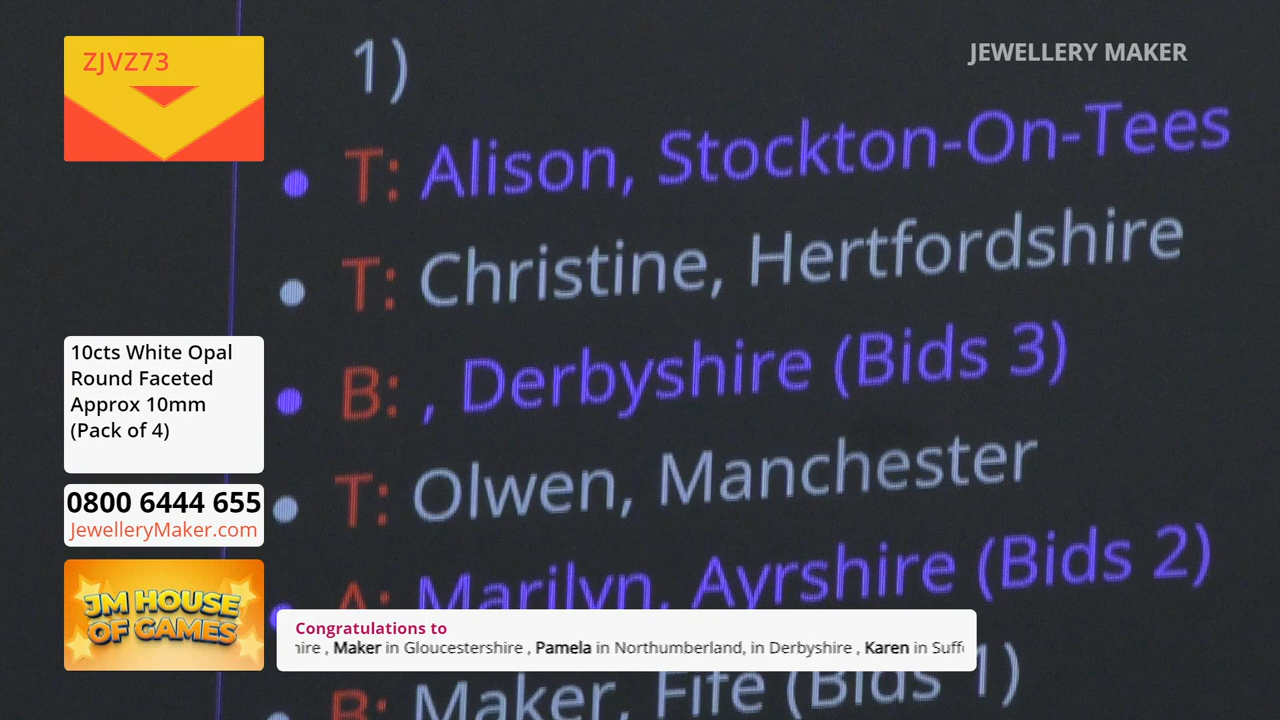 ZJVZ73
JEWELLERY MAKER
1)
• T: Alison, Stockton-On-Tees
• T: Christine, Hertfordshire
• B: , Derbyshire (Bids 3)
• T: Olwen, Manchester
• A: Marilyn, Ayrshire (Bids 2)
• B: Maker, Fife (Bids 1)
10cts White Opal
Round Faceted
Approx 10mm
(Pack of 4)
0800 6444 655
JewelleryMaker.com
JM HOUSE
OF GAMES
Congratulations to
hire , Maker in Gloucestershire , Pamela in Northumberland, in Derbyshire , Karen in Suff